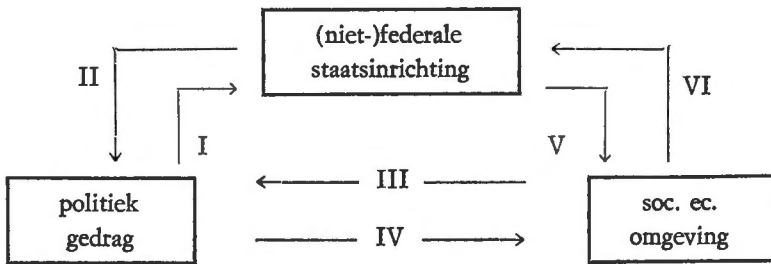 (niet-)federale
staatsinrichting
II
VI
I
V
III
politiek
gedrag
soc. ec.
omgeving
IV